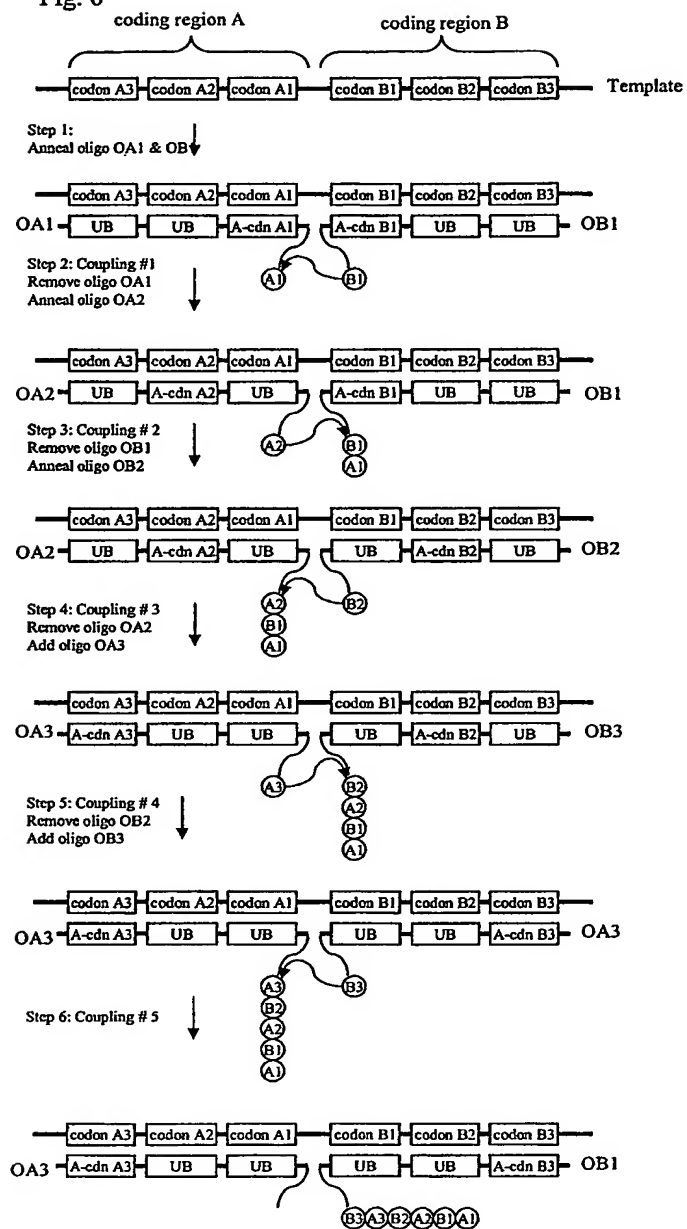 Fig. 6
coding region A coding region B
codon A3 codon A2 codon A1 codon B1 codon B2 codon B3 Template
Step 1:
Anneal oligo OA1 & OB
codon A3 codon A2 codon A1 codon B1 codon B2 codon B3
OA1 UB UB A-cdn A1 A-cdn B1 UB UB OB1
Step 2: Coupling #1
Remove oligo OA1
Anneal oligo OA2
A1 B1
codon A3 codon A2 codon A1 codon B1 codon B2 codon B3
OA2 UB A-cdn A2 UB A-cdn B1 UB UB OB1
Step 3: Coupling # 2
Remove oligo OB1
Anneal oligo OB2
A2 B1
A1
codon A3 codon A2 codon A1 codon B1 codon B2 codon B3
OA2 UB A-cdn A2 UB UB A-cdn B2 UB OB2
Step 4: Coupling # 3
Remove oligo OA2
Add oligo OA3
A2 B2
B1
A1
codon A3 codon A2 codon A1 codon B1 codon B2 codon B3
OA3 A-cdn A3 UB UB UB A-cdn B2 UB OB3
Step 5: Coupling # 4
Remove oligo OB2
Add oligo OB3
A3 B2
A2
B1
A1
codon A3 codon A2 codon A1 codon B1 codon B2 codon B3
OA3 A-cdn A3 UB UB UB UB A-cdn B3 OA3
Step 6: Coupling # 5
A3 B3
B2
A2
B1
A1
codon A3 codon A2 codon A1 codon B1 codon B2 codon B3
OA3 A-cdn A3 UB UB UB UB A-cdn B3 OB1
B3 A3 B2 A2 B1 A1